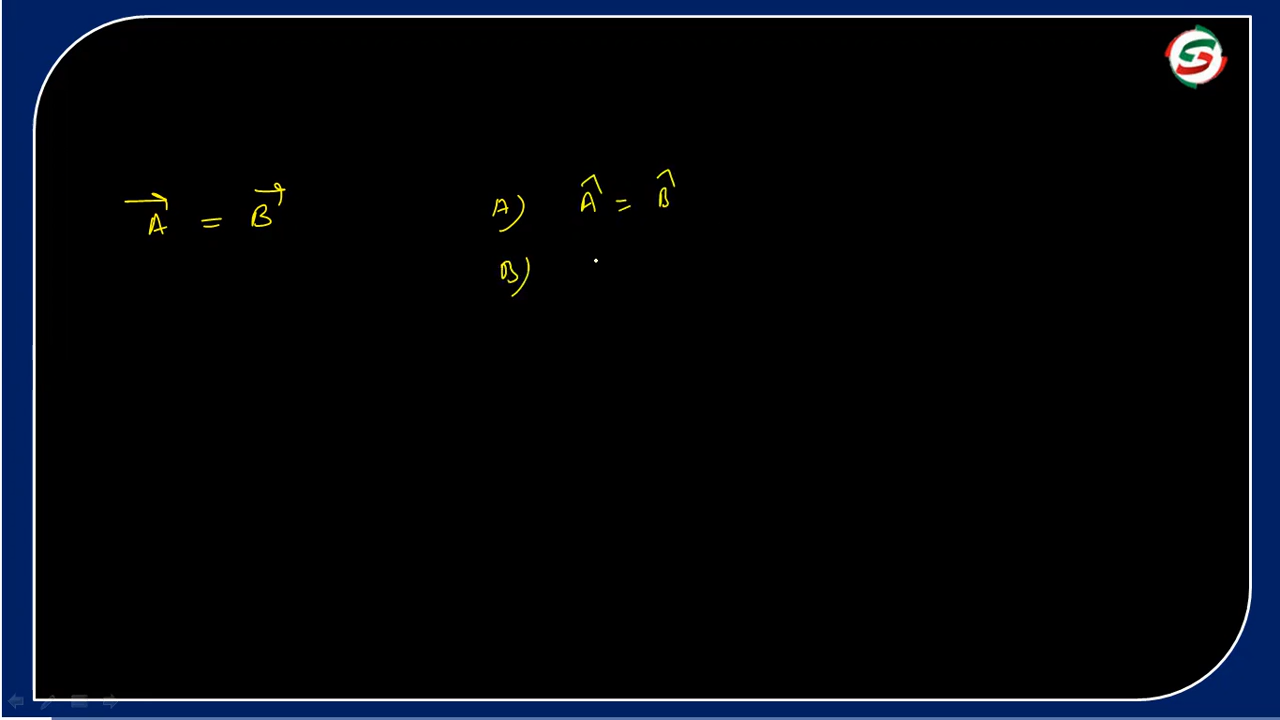 A⃗ = B⃗
A) Â = B̂
B)